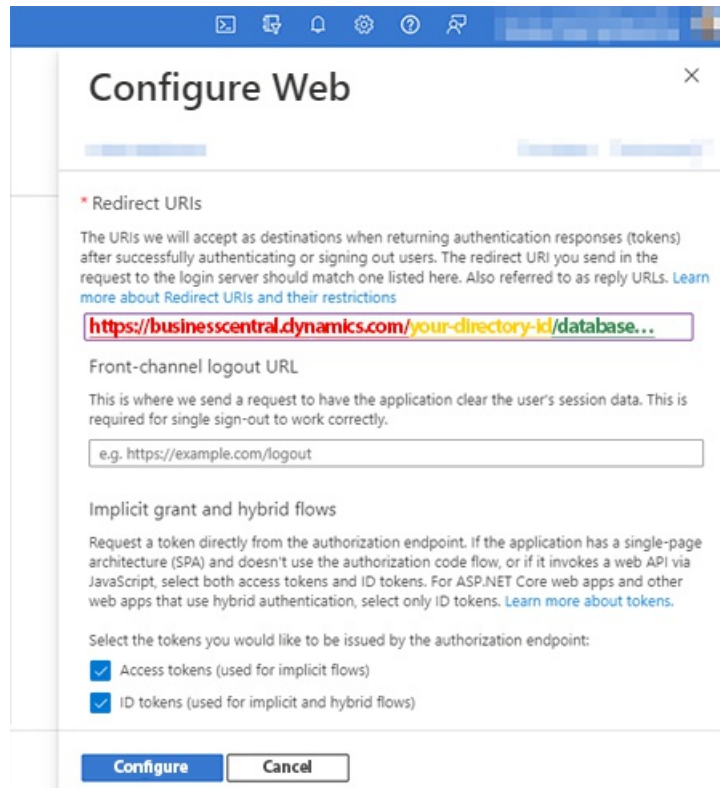 Configure Web
* Redirect URIs
The URIs we will accept as destinations when returning authentication responses (tokens)
after successfully authenticating or signing out users. The redirect URI you send in the
request to the login server should match one listed here. Also referred to as reply URLs. Learn
more about Redirect URIs and their restrictions
https://businesscentral.dynamics.com/your-directory-id/database...
Front-channel logout URL
This is where we send a request to have the application clear the user's session data. This is
required for single sign-out to work correctly.
e.g. https://example.com/logout
Implicit grant and hybrid flows
Request a token directly from the authorization endpoint. If the application has a single-page
architecture (SPA) and doesn't use the authorization code flow, or if it invokes a web API via
JavaScript, select both access tokens and ID tokens. For ASP.NET Core web apps and other
web apps that use hybrid authentication, select only ID tokens. Learn more about tokens.
Select the tokens you would like to be issued by the authorization endpoint:
Access tokens (used for implicit flows)
ID tokens (used for implicit and hybrid flows)
Configure Cancel